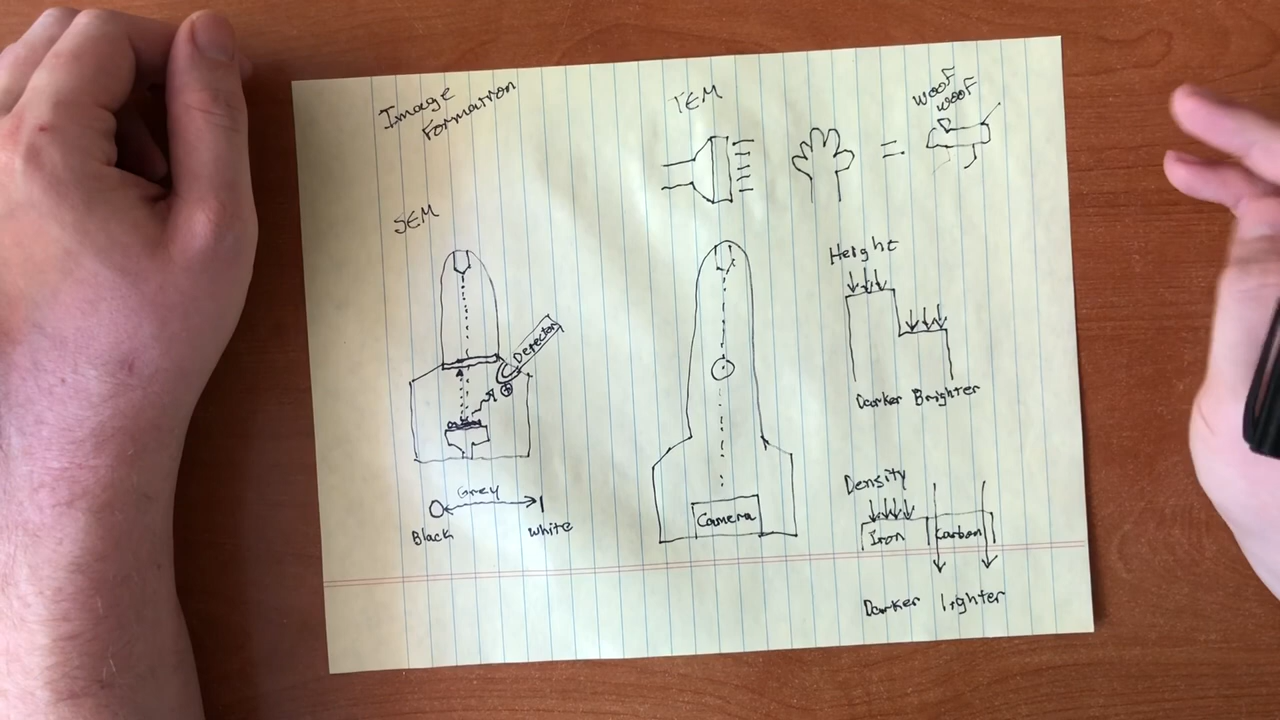 Image
Formation
TEM
woof
woof
=
SEM
Detector
+
Grey
Black
White
Camera
Height
Darker Brighter
Density
Iron
Carbon
Darker lighter